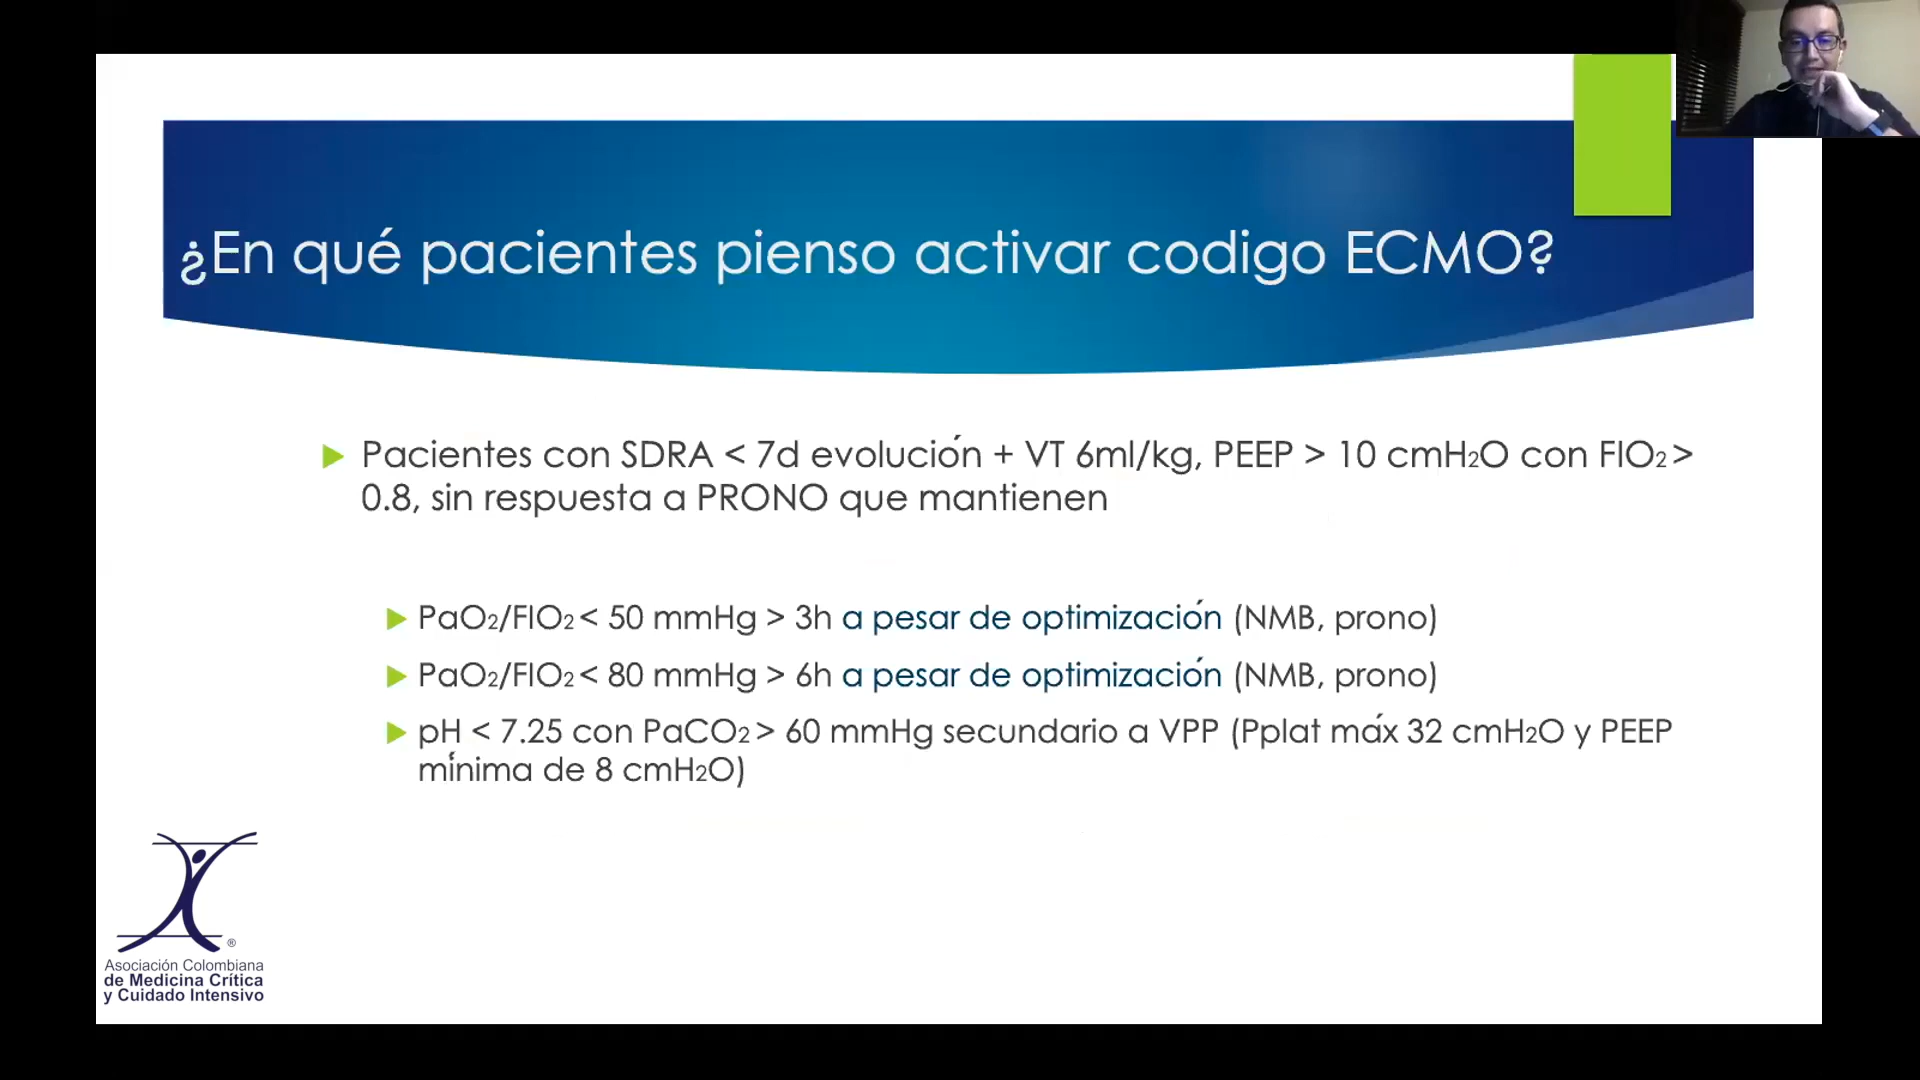 ¿En qué pacientes pienso activar codigo ECMO?
Pacientes con SDRA < 7d evolución + VT 6ml/kg, PEEP > 10 cmH2O con FIO2 >
0.8, sin respuesta a PRONO que mantienen
PaO2/FIO2 < 50 mmHg > 3h a pesar de optimización (NMB, prono)
PaO2/FIO2 < 80 mmHg > 6h a pesar de optimización (NMB, prono)
pH < 7.25 con PaCO2 > 60 mmHg secundario a VPP (Pplat máx 32 cmH2O y PEEP
mínima de 8 cmH2O)
®
Asociación Colombiana
de Medicina Crítica
y Cuidado Intensivo